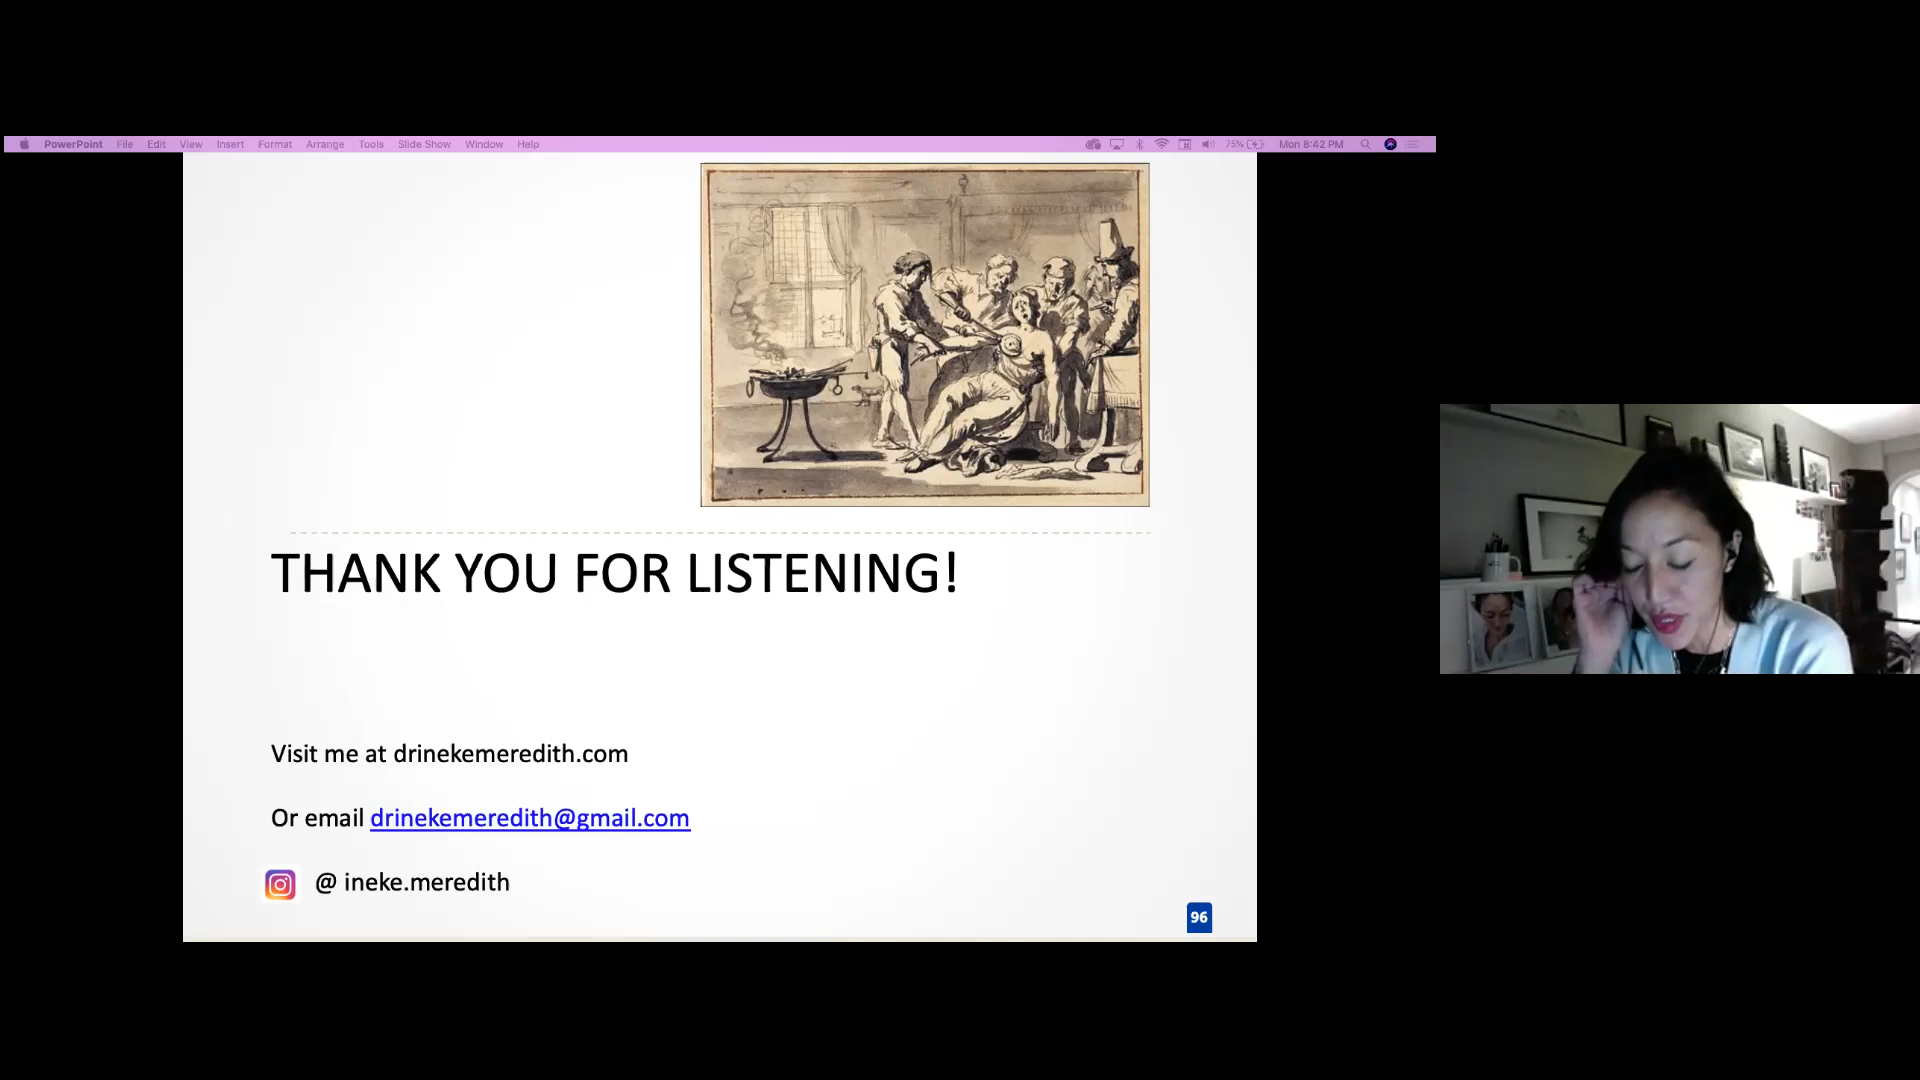 PowerPoint File Edit View Insert Format Arrange Tools Slide Show Window Help 75% Mon 8:42 PM
THANK YOU FOR LISTENING!
Visit me at drinekemeredith.com
Or email drinekemeredith@gmail.com
@ ineke.meredith
96